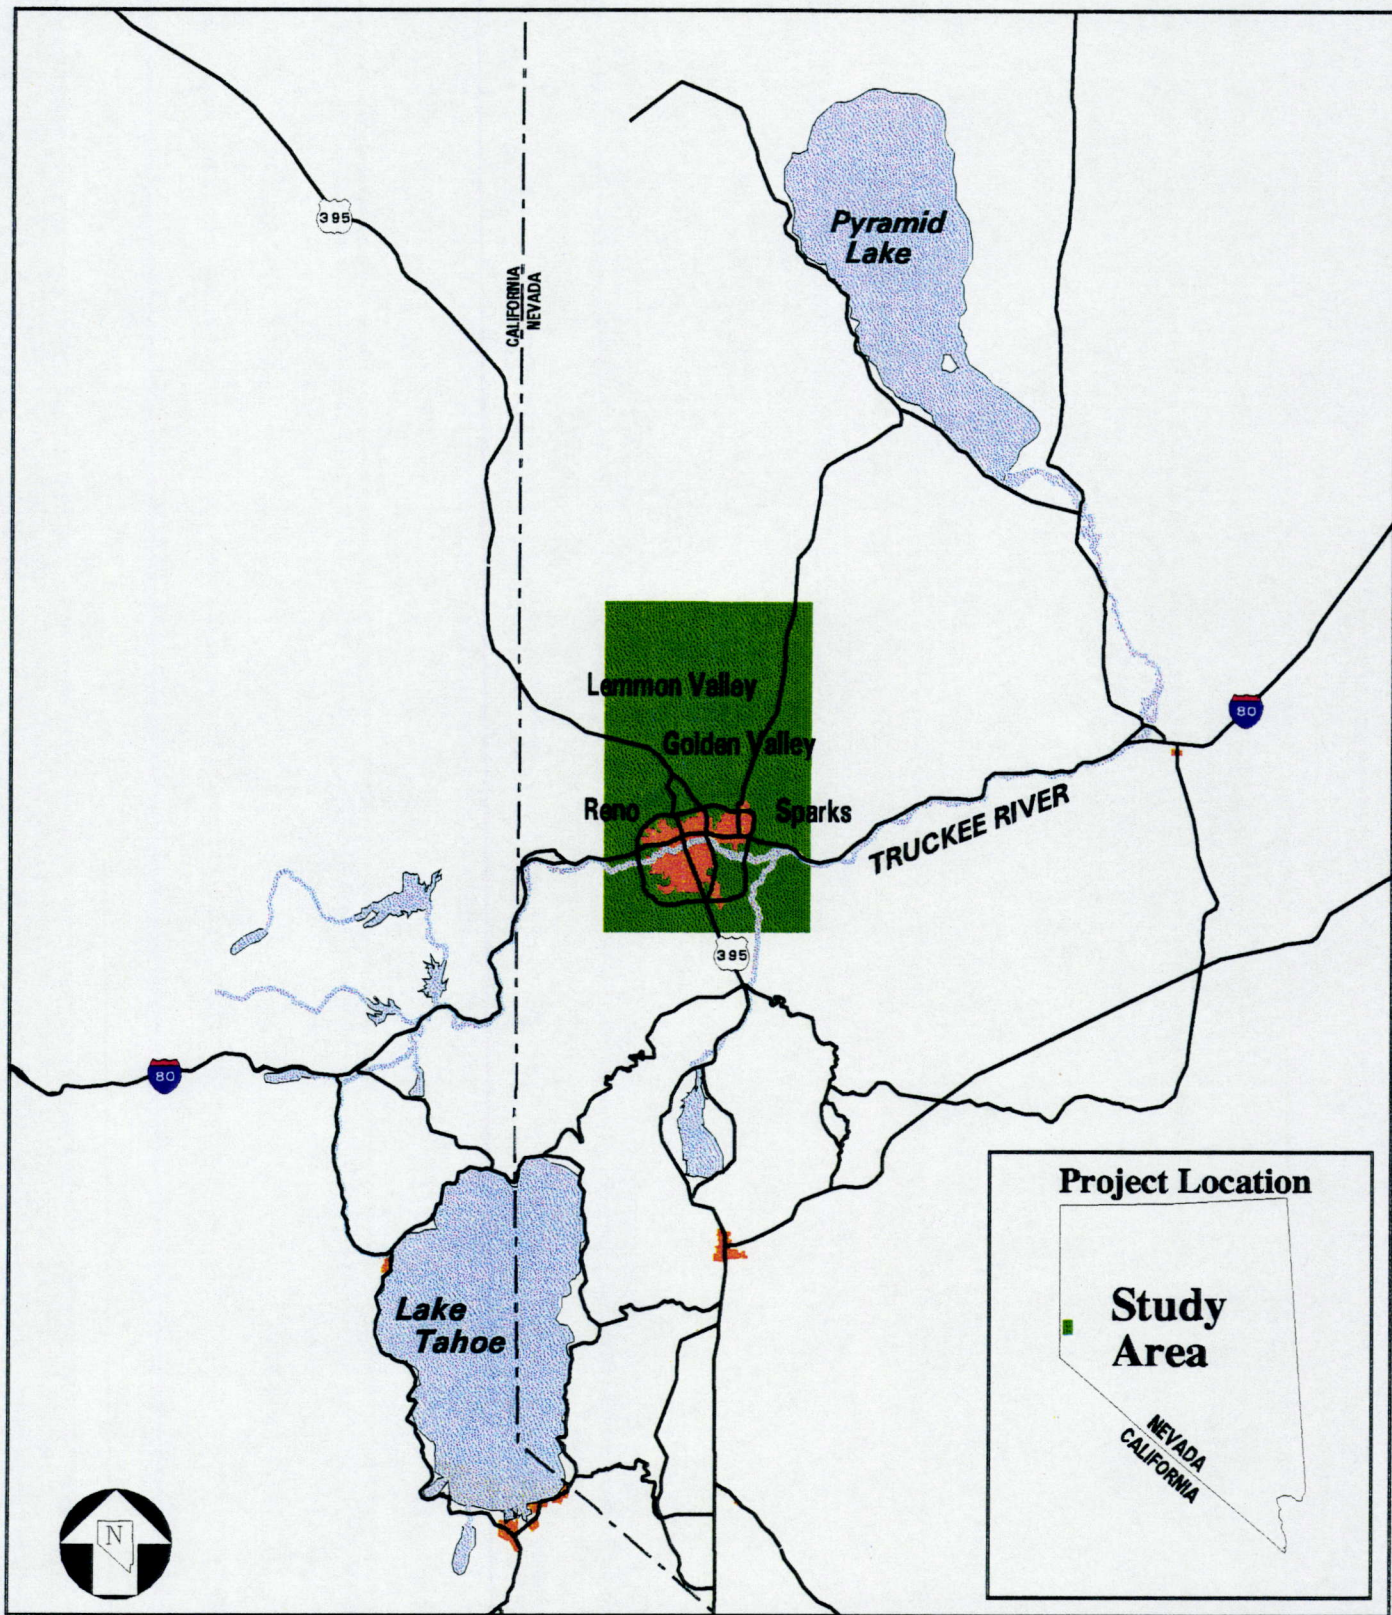 395
Pyramid
Lake
CALIFORNIA
NEVADA
Lemmon Valley
80
Golden Valley
Reno
Sparks
TRUCKEE RIVER
395
80
Project Location
Lake
Tahoe
Study
Area
NEVADA
CALIFORNIA
N